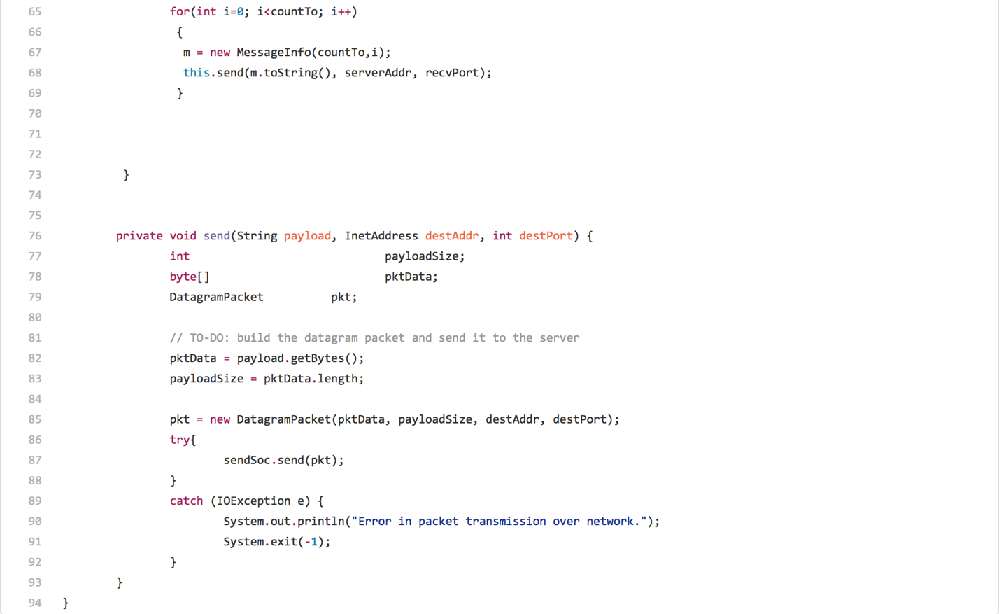 65 for(int i=0; i<countTo; i++)
66 {
67 m = new MessageInfo(countTo,i);
68 this.send(m.toString(), serverAddr, recvPort);
69 }
70
71
72
73 }
74
75
76 private void send(String payload, InetAddress destAddr, int destPort) {
77 int payloadSize;
78 byte[] pktData;
79 DatagramPacket pkt;
80
81 // TO-DO: build the datagram packet and send it to the server
82 pktData = payload.getBytes();
83 payloadSize = pktData.length;
84
85 pkt = new DatagramPacket(pktData, payloadSize, destAddr, destPort);
86 try{
87 sendSoc.send(pkt);
88 }
89 catch (IOException e) {
90 System.out.println("Error in packet transmission over network.");
91 System.exit(-1);
92 }
93 }
94 }